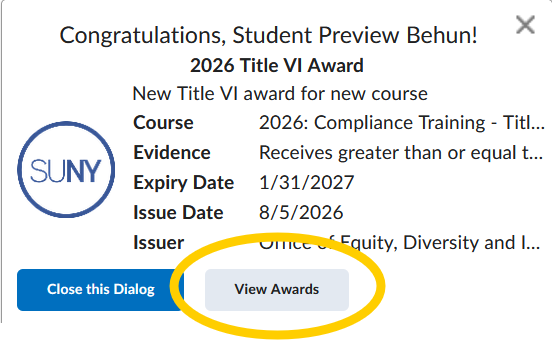 Congratulations, Student Preview Behun!
2026 Title VI Award
New Title VI award for new course
Course 2026: Compliance Training - Titl...
Evidence Receives greater than or equal t...
Expiry Date 1/31/2027
Issue Date 8/5/2026
Issuer Office of Equity, Diversity and I...
SUNY
Close this Dialog View Awards